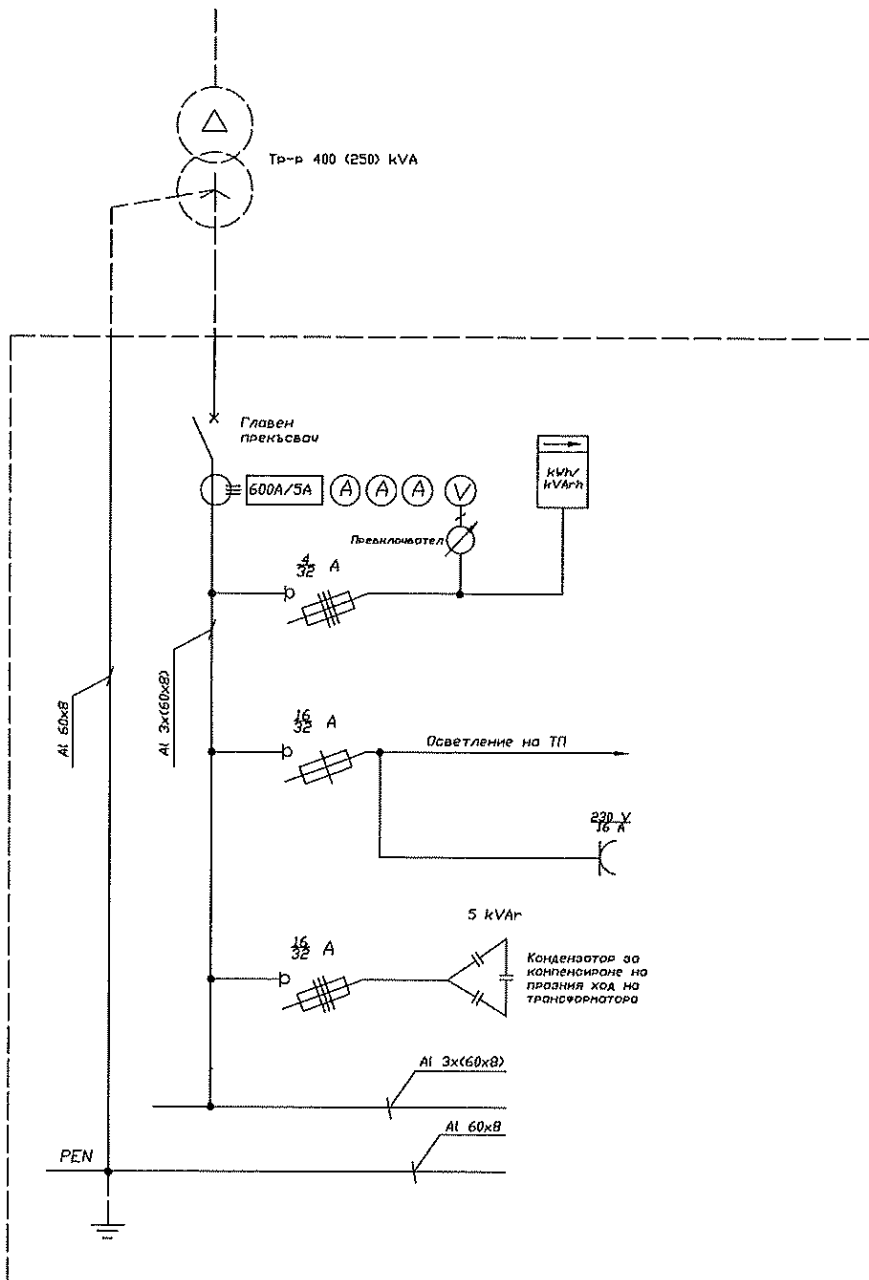 Тр-р 400 (250) kVA
Главен
прекъсвач
600A/5A
A
A
A
V
kWh/
kVArh
Превключвател
4
32
A
Al 60x8
Al 3x(60x8)
16
32
A
Осветление на ТП
230 V
16 A
5 kVAr
16
32
A
Кондензатор за
компенсиране на
празния ход на
трансформатора
Al 3x(60x8)
Al 60x8
PEN